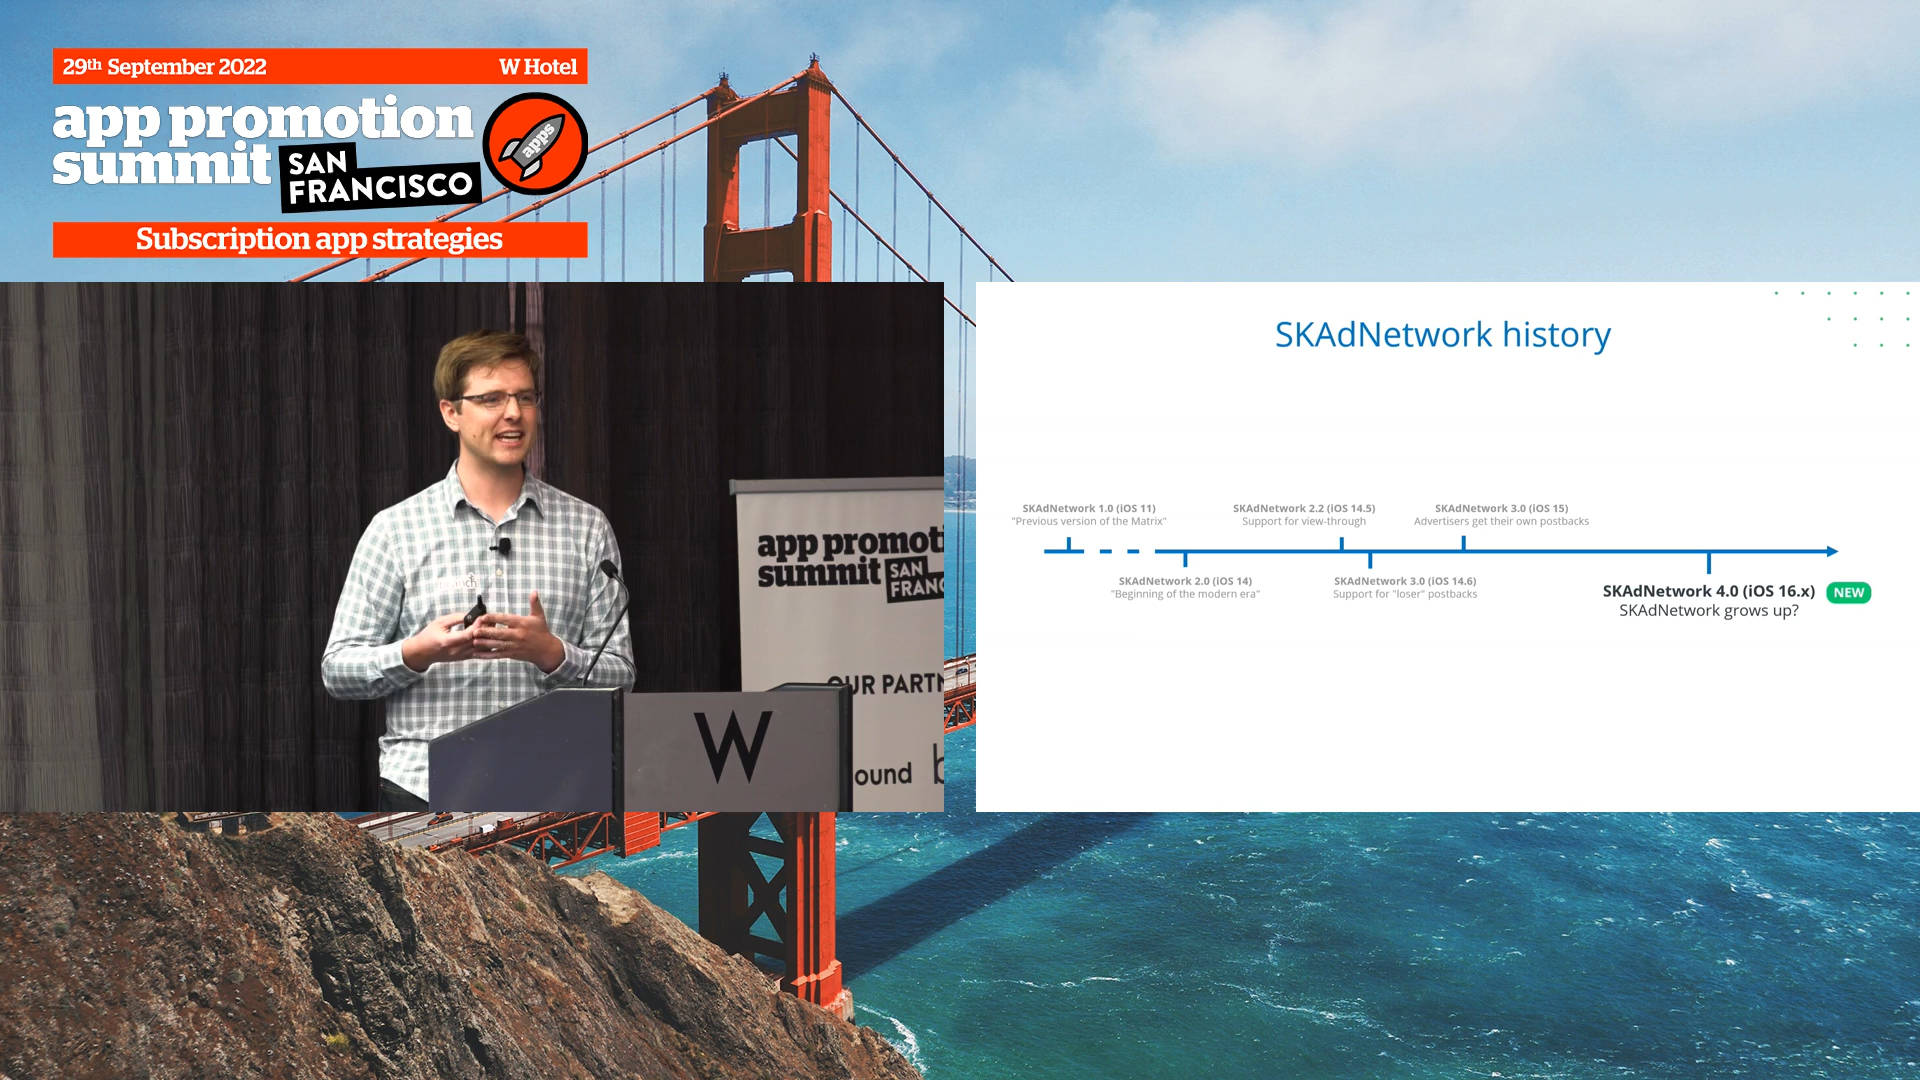 29th September 2022
W Hotel
app promotion
summit SAN
FRANCISCO
apps
Subscription app strategies
app promot
summit SAN
FRANC
OUR PARTN
ound b
W
SKAdNetwork history
SKAdNetwork 1.0 (iOS 11)
"Previous version of the Matrix"
SKAdNetwork 2.2 (iOS 14.5)
Support for view-through
SKAdNetwork 3.0 (iOS 15)
Advertisers get their own postbacks
SKAdNetwork 2.0 (iOS 14)
"Beginning of the modern era"
SKAdNetwork 3.0 (iOS 14.6)
Support for "loser" postbacks
SKAdNetwork 4.0 (iOS 16.x) NEW
SKAdNetwork grows up?